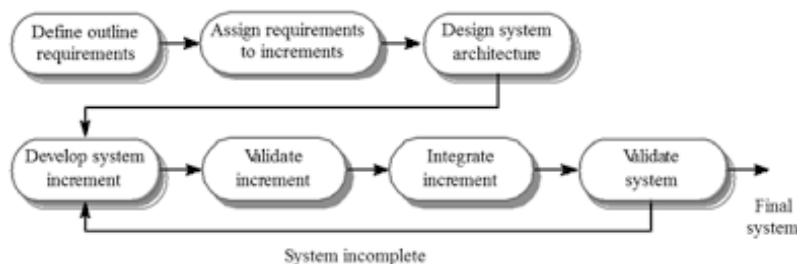 Define outline
requirements
Assign requirements
to increments
Design system
architecture
Develop system
increment
Validate
increment
Integrate
increment
Validate
system
Final
system
System incomplete